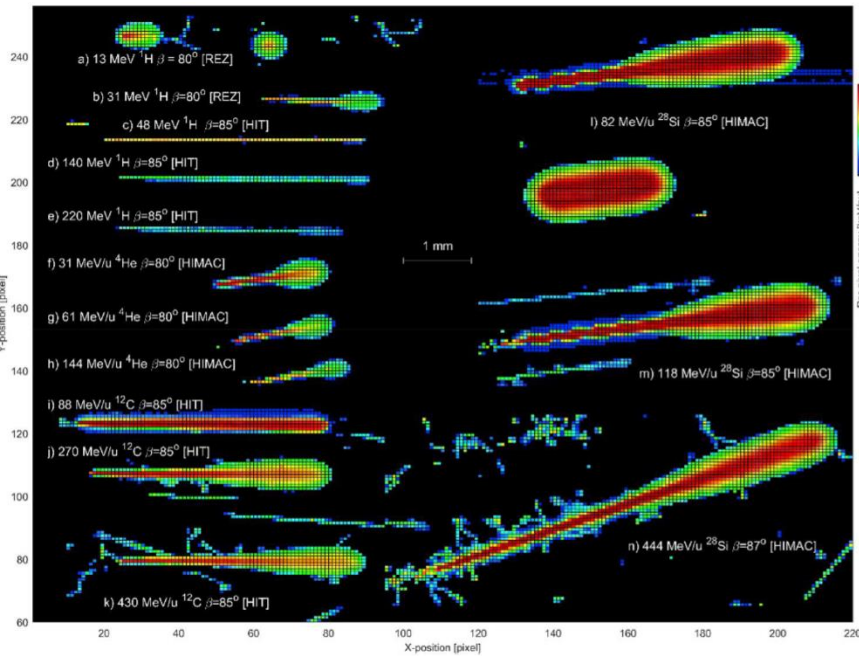 240
220
200
180
160
140
120
100
80
60
Y-position [pixel]
a) 13 MeV ¹H β = 80° [REZ]
b) 31 MeV ¹H β=80° [REZ]
c) 48 MeV ¹H β=85° [HIT]
d) 140 MeV ¹H β=85° [HIT]
e) 220 MeV ¹H β=85° [HIT]
f) 31 MeV/u ⁴He β=80° [HIMAC]
g) 61 MeV/u ⁴He β=80° [HIMAC]
h) 144 MeV/u ⁴He β=80° [HIMAC]
i) 88 MeV/u ¹²C β=85° [HIT]
j) 270 MeV/u ¹²C β=85° [HIT]
k) 430 MeV/u ¹²C β=85° [HIT]
l) 82 MeV/u ²⁸Si β=85° [HIMAC]
1 mm
m) 118 MeV/u ²⁸Si β=85° [HIMAC]
n) 444 MeV/u ²⁸Si β=87° [HIMAC]
20 40 60 80 100 120 140 160 180 200 220
X-position [pixel]